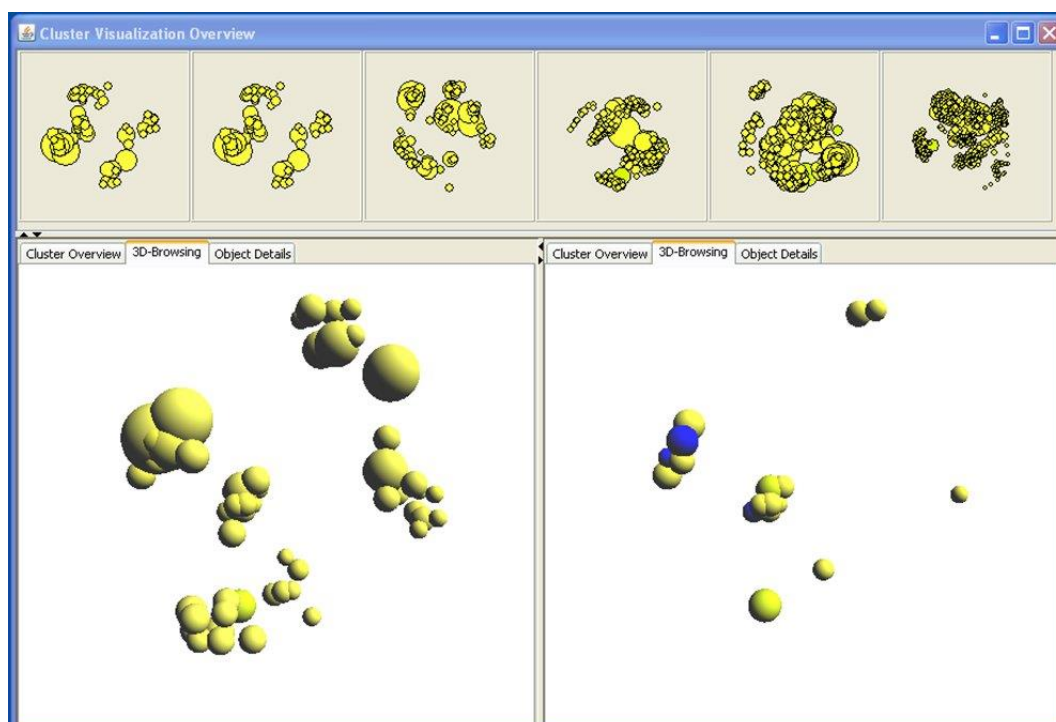 Cluster Visualization Overview
Cluster Overview 3D-Browsing Object Details
Cluster Overview 3D-Browsing Object Details